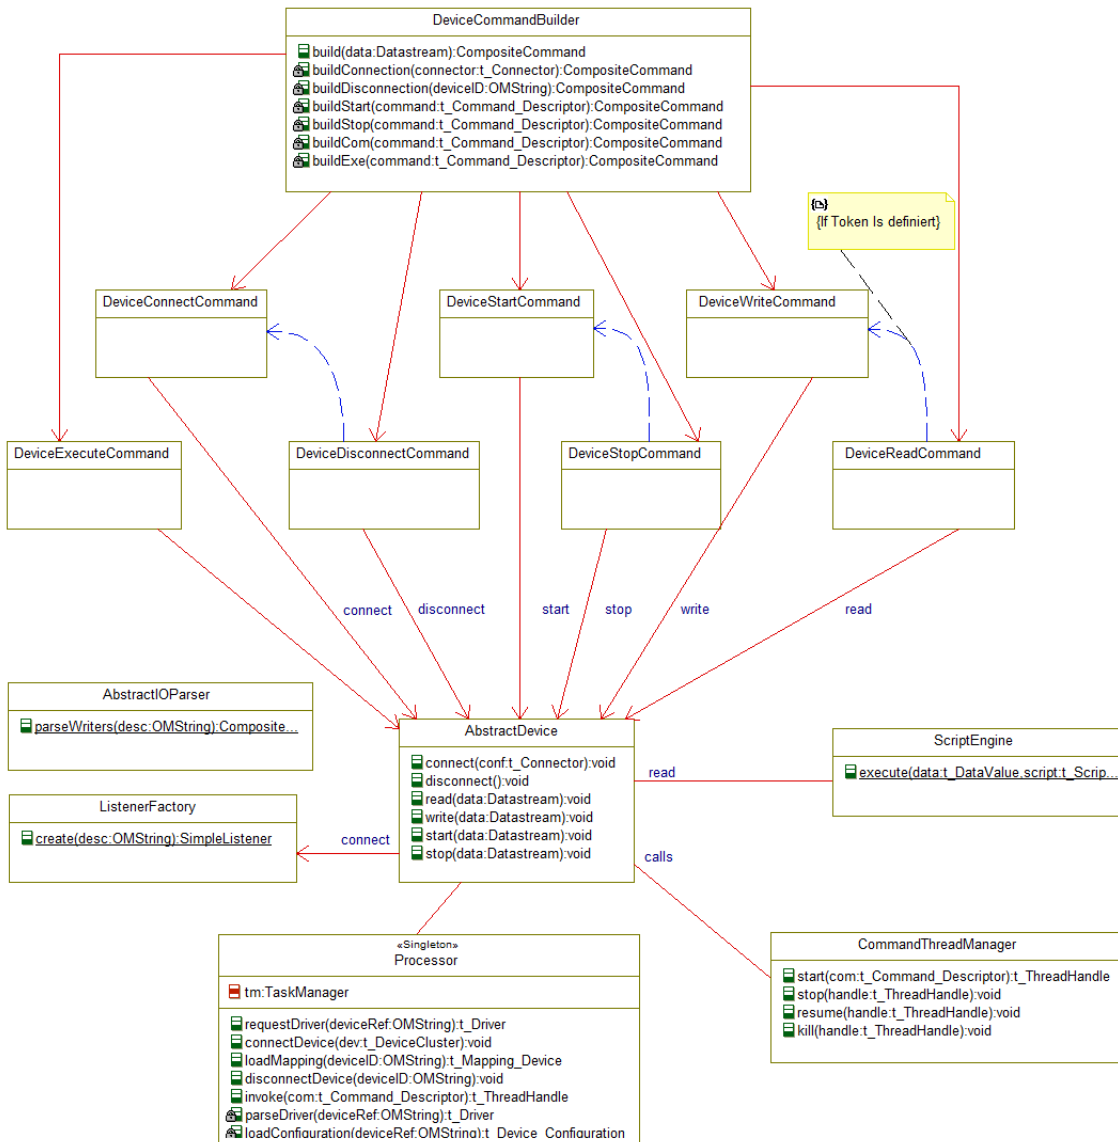 DeviceCommandBuilder
build(data:Datastream):CompositeCommand
buildConnection(connector:t_Connector):CompositeCommand
buildDisconnection(deviceID:OMString):CompositeCommand
buildStart(command:t_Command_Descriptor):CompositeCommand
buildStop(command:t_Command_Descriptor):CompositeCommand
buildCom(command:t_Command_Descriptor):CompositeCommand
buildExe(command:t_Command_Descriptor):CompositeCommand
{If Token Is definiert}
DeviceConnectCommand
DeviceStartCommand
DeviceWriteCommand
DeviceExecuteCommand
DeviceDisconnectCommand
DeviceStopCommand
DeviceReadCommand
connect
disconnect
start
stop
write
read
AbstractIOParser
parseWriters(desc:OMString):Composite...
AbstractDevice
connect(conf:t_Connector):void
disconnect():void
read(data:Datastream):void
write(data:Datastream):void
start(data:Datastream):void
stop(data:Datastream):void
read
ScriptEngine
execute(data:t_DataValue,script:t_Scrip...
ListenerFactory
create(desc:OMString):SimpleListener
connect
calls
«Singleton»
Processor
tm:TaskManager
requestDriver(deviceRef:OMString):t_Driver
connectDevice(dev:t_DeviceCluster):void
loadMapping(deviceID:OMString):t_Mapping_Device
disconnectDevice(deviceID:OMString):void
invoke(com:t_Command_Descriptor):t_ThreadHandle
parseDriver(deviceRef:OMString):t_Driver
loadConfiguration(deviceRef:OMString):t_Device_Configuration
CommandThreadManager
start(com:t_Command_Descriptor):t_ThreadHandle
stop(handle:t_ThreadHandle):void
resume(handle:t_ThreadHandle):void
kill(handle:t_ThreadHandle):void